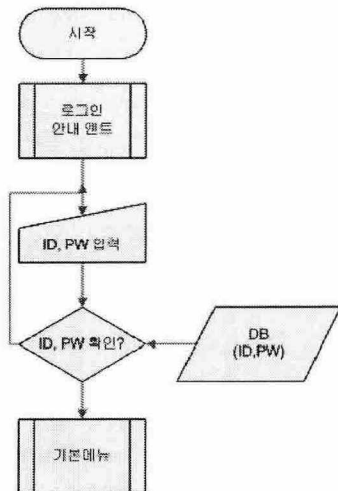 시작
로그인
안내 멘트
ID, PW 입력
ID, PW 확인?
DB
(ID,PW)
기본메뉴